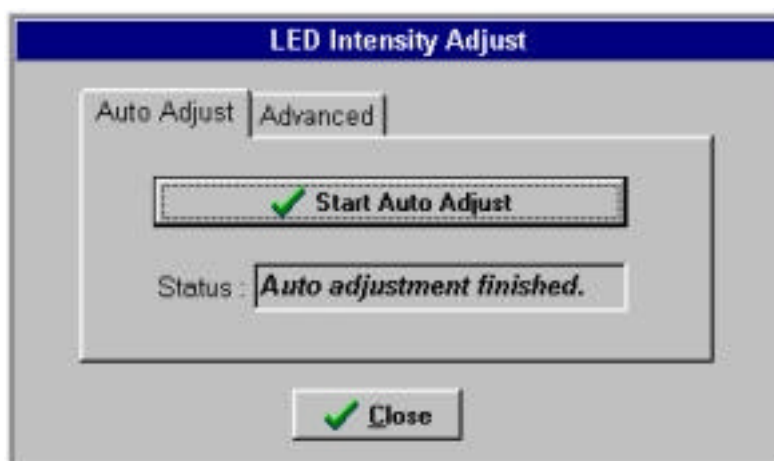 LED Intensity Adjust
Auto Adjust Advanced
Start Auto Adjust
Status : Auto adjustment finished.
Close